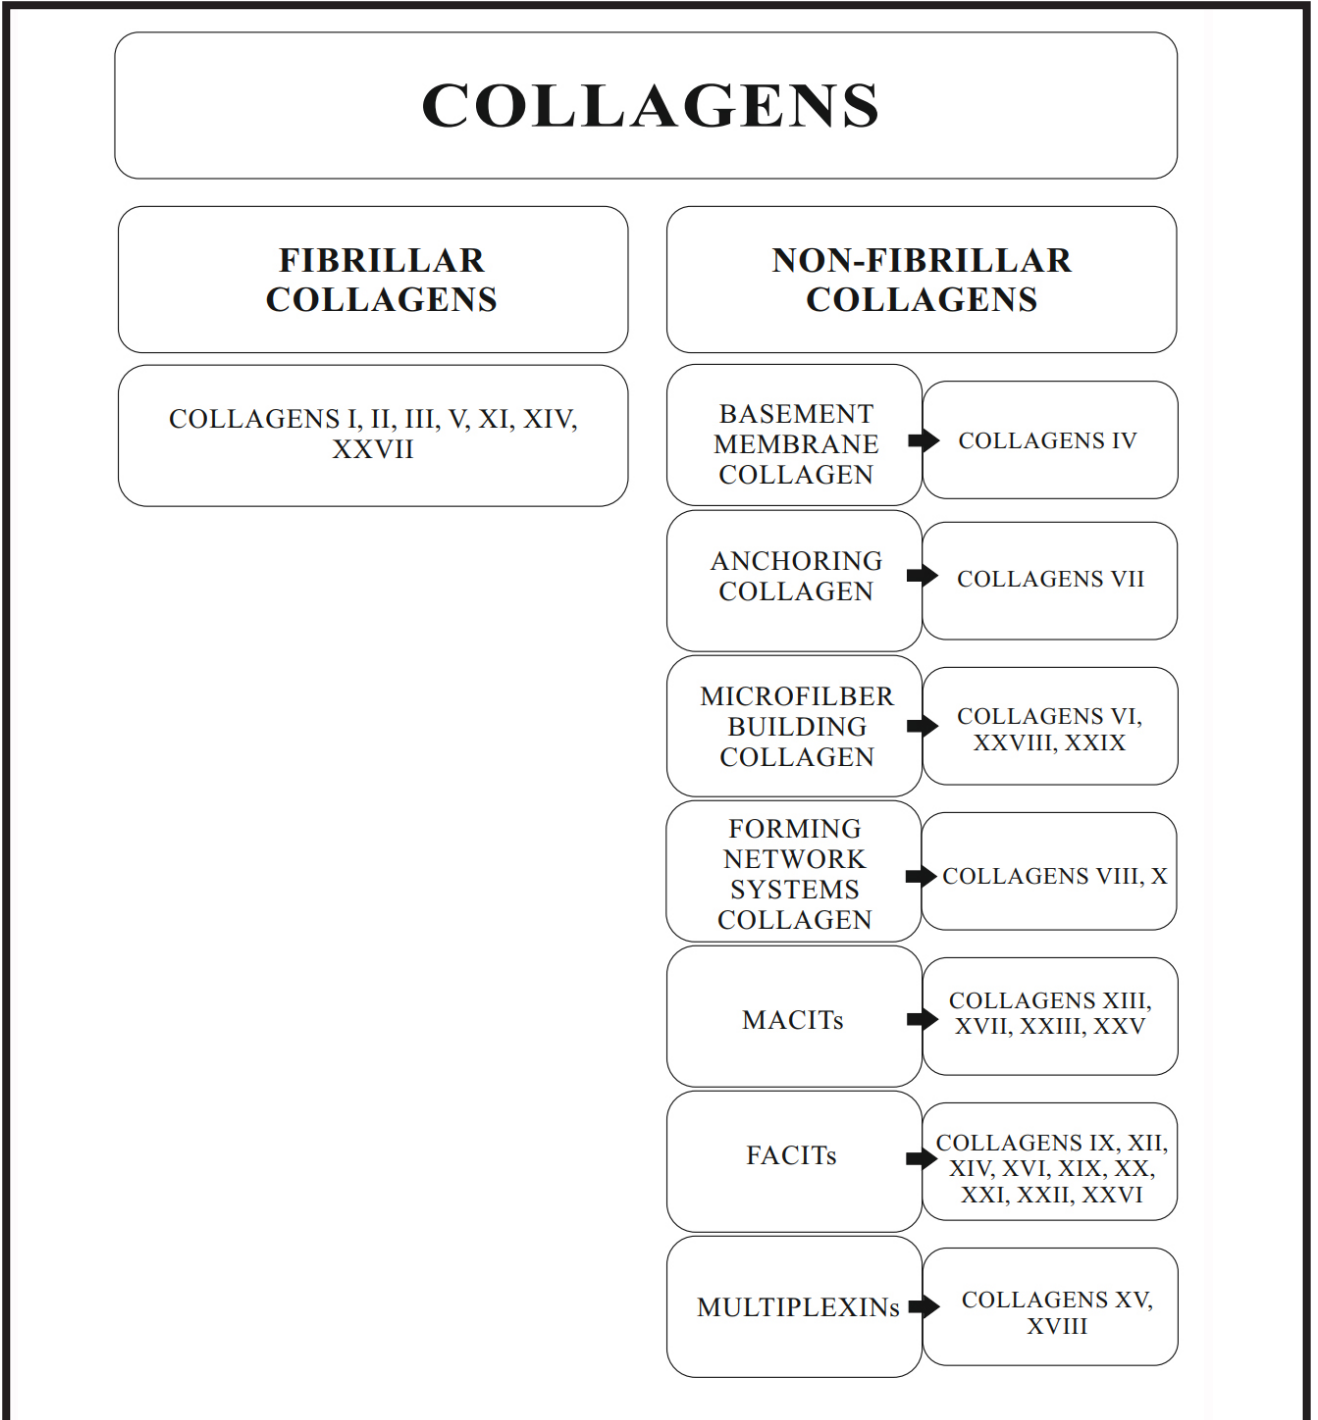 COLLAGENS
FIBRILLAR
COLLAGENS
COLLAGENS I, II, III, V, XI, XIV,
XXVII
NON-FIBRILLAR
COLLAGENS
BASEMENT
MEMBRANE
COLLAGEN
COLLAGENS IV
ANCHORING
COLLAGEN
COLLAGENS VII
MICROFILBER
BUILDING
COLLAGEN
COLLAGENS VI,
XXVIII, XXIX
FORMING
NETWORK
SYSTEMS
COLLAGEN
COLLAGENS VIII, X
MACITs
COLLAGENS XIII,
XVII, XXIII, XXV
FACITs
COLLAGENS IX, XII,
XIV, XVI, XIX, XX,
XXI, XXII, XXVI
MULTIPLEXINs
COLLAGENS XV,
XVIII